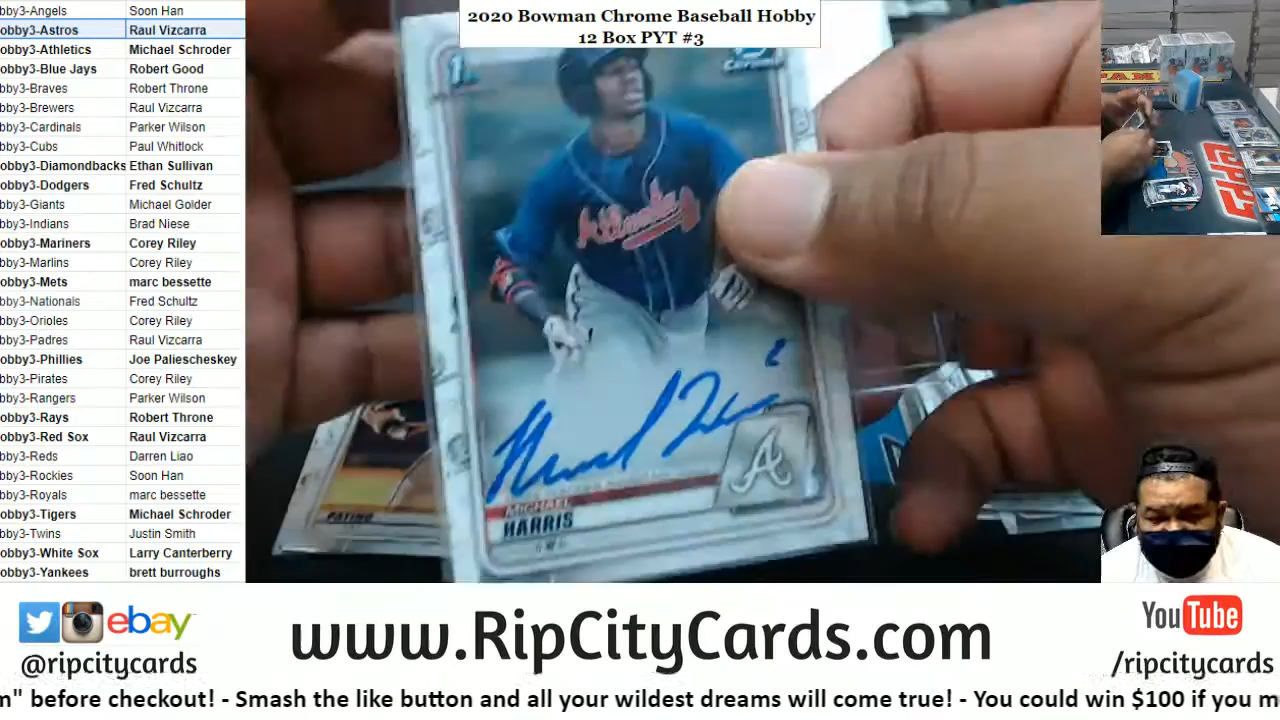 2020 Bowman Chrome Baseball Hobby
12 Box PYT #3
bby3-Angels Soon Han
obby3-Astros Raul Vizcarra
obby3-Athletics Michael Schroder
obby3-Blue Jays Robert Good
bby3-Braves Robert Throne
bby3-Brewers Raul Vizcarra
bby3-Cardinals Parker Wilson
bby3-Cubs Paul Whitlock
obby3-Diamondbacks Ethan Sullivan
obby3-Dodgers Fred Schultz
bby3-Giants Michael Golder
bby3-Indians Brad Niese
obby3-Mariners Corey Riley
bby3-Marlins Corey Riley
obby3-Mets marc bessette
bby3-Nationals Fred Schultz
bby3-Orioles Corey Riley
bby3-Padres Raul Vizcarra
obby3-Phillies Joe Paliescheskey
bby3-Pirates Corey Riley
bby3-Rangers Parker Wilson
obby3-Rays Robert Throne
obby3-Red Sox Raul Vizcarra
bby3-Reds Darren Liao
bby3-Rockies Soon Han
bby3-Royals marc bessette
obby3-Tigers Michael Schroder
bby3-Twins Justin Smith
obby3-White Sox Larry Canterberry
obby3-Yankees brett burroughs
Chrome
Atlanta
A
MICHAEL
HARRIS
PATINO
TOPPS
ebay
@ripcitycards
www.RipCityCards.com
YouTube
/ripcitycards
m" before checkout! - Smash the like button and all your wildest dreams will come true! - You could win $100 if you m